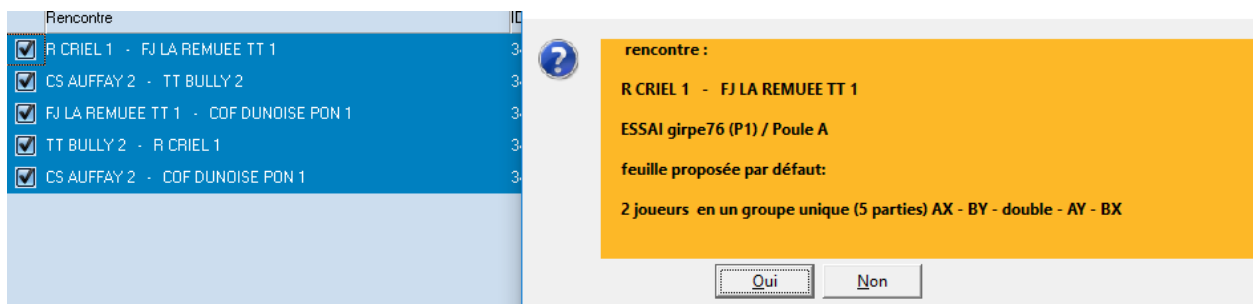 Rencontre
R CRIEL 1 - FJ LA REMUEE TT 1
CS AUFFAY 2 - TT BULLY 2
FJ LA REMUEE TT 1 - COF DUNOISE PON 1
TT BULLY 2 - R CRIEL 1
CS AUFFAY 2 - COF DUNOISE PON 1
rencontre :
R CRIEL 1 - FJ LA REMUEE TT 1
ESSAI girpe76 (P1) / Poule A
feuille proposée par défaut:
2 joueurs en un groupe unique (5 parties) AX - BY - double - AY - BX
Oui Non